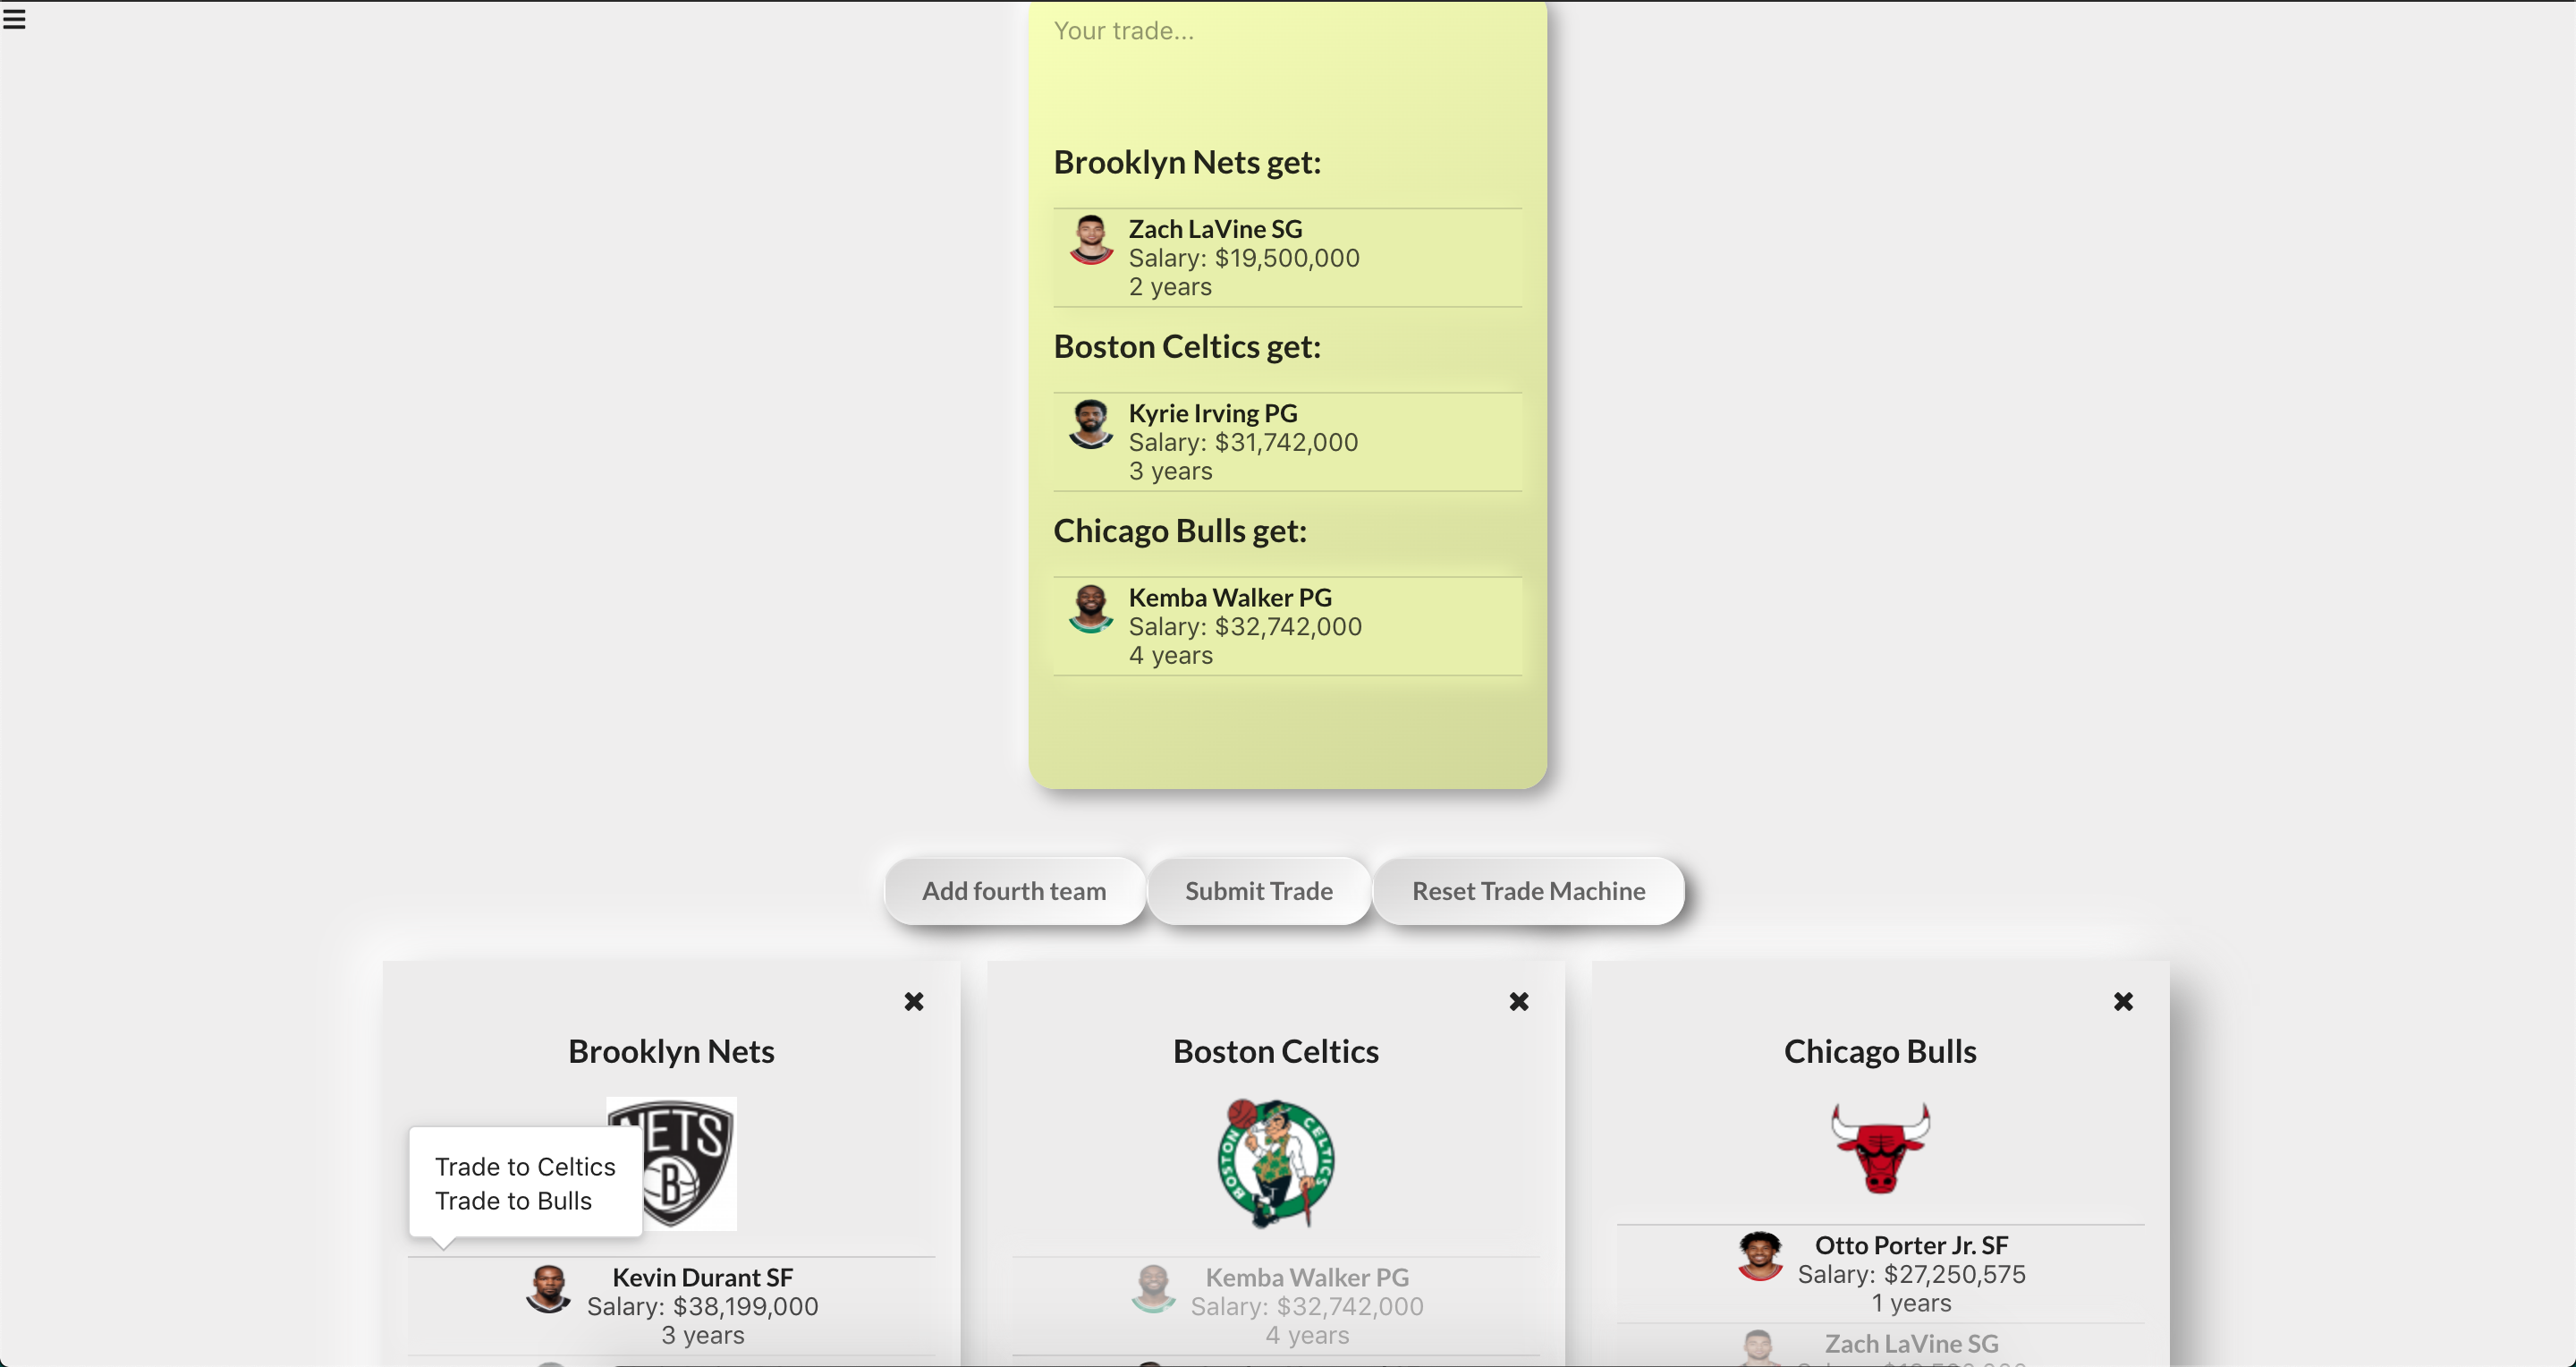 Your trade...
Brooklyn Nets get:
Zach LaVine SG
Salary: $19,500,000
2 years
Boston Celtics get:
Kyrie Irving PG
Salary: $31,742,000
3 years
Chicago Bulls get:
Kemba Walker PG
Salary: $32,742,000
4 years
Add fourth team
Submit Trade
Reset Trade Machine
Brooklyn Nets
NETS
B
Trade to Celtics
Trade to Bulls
Kevin Durant SF
Salary: $38,199,000
3 years
Boston Celtics
BOSTON CELTICS
Kemba Walker PG
Salary: $32,742,000
4 years
Chicago Bulls
Otto Porter Jr. SF
Salary: $27,250,575
1 years
Zach LaVine SG